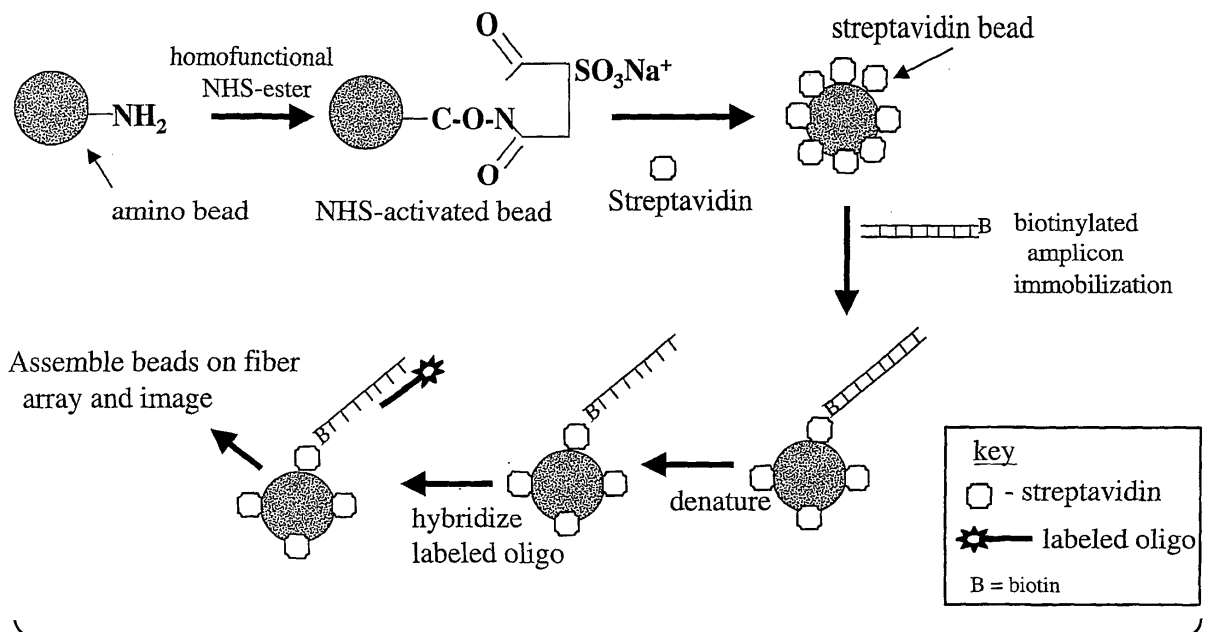 homofunctional
NHS-ester
NH2
amino bead
O
SO3Na+
C-O-N
O
NHS-activated bead
Streptavidin
streptavidin bead
B
biotinylated
amplicon
immobilization
B
denature
B
hybridize
labeled oligo
B
Assemble beads on fiber
array and image
key
- streptavidin
labeled oligo
B = biotin